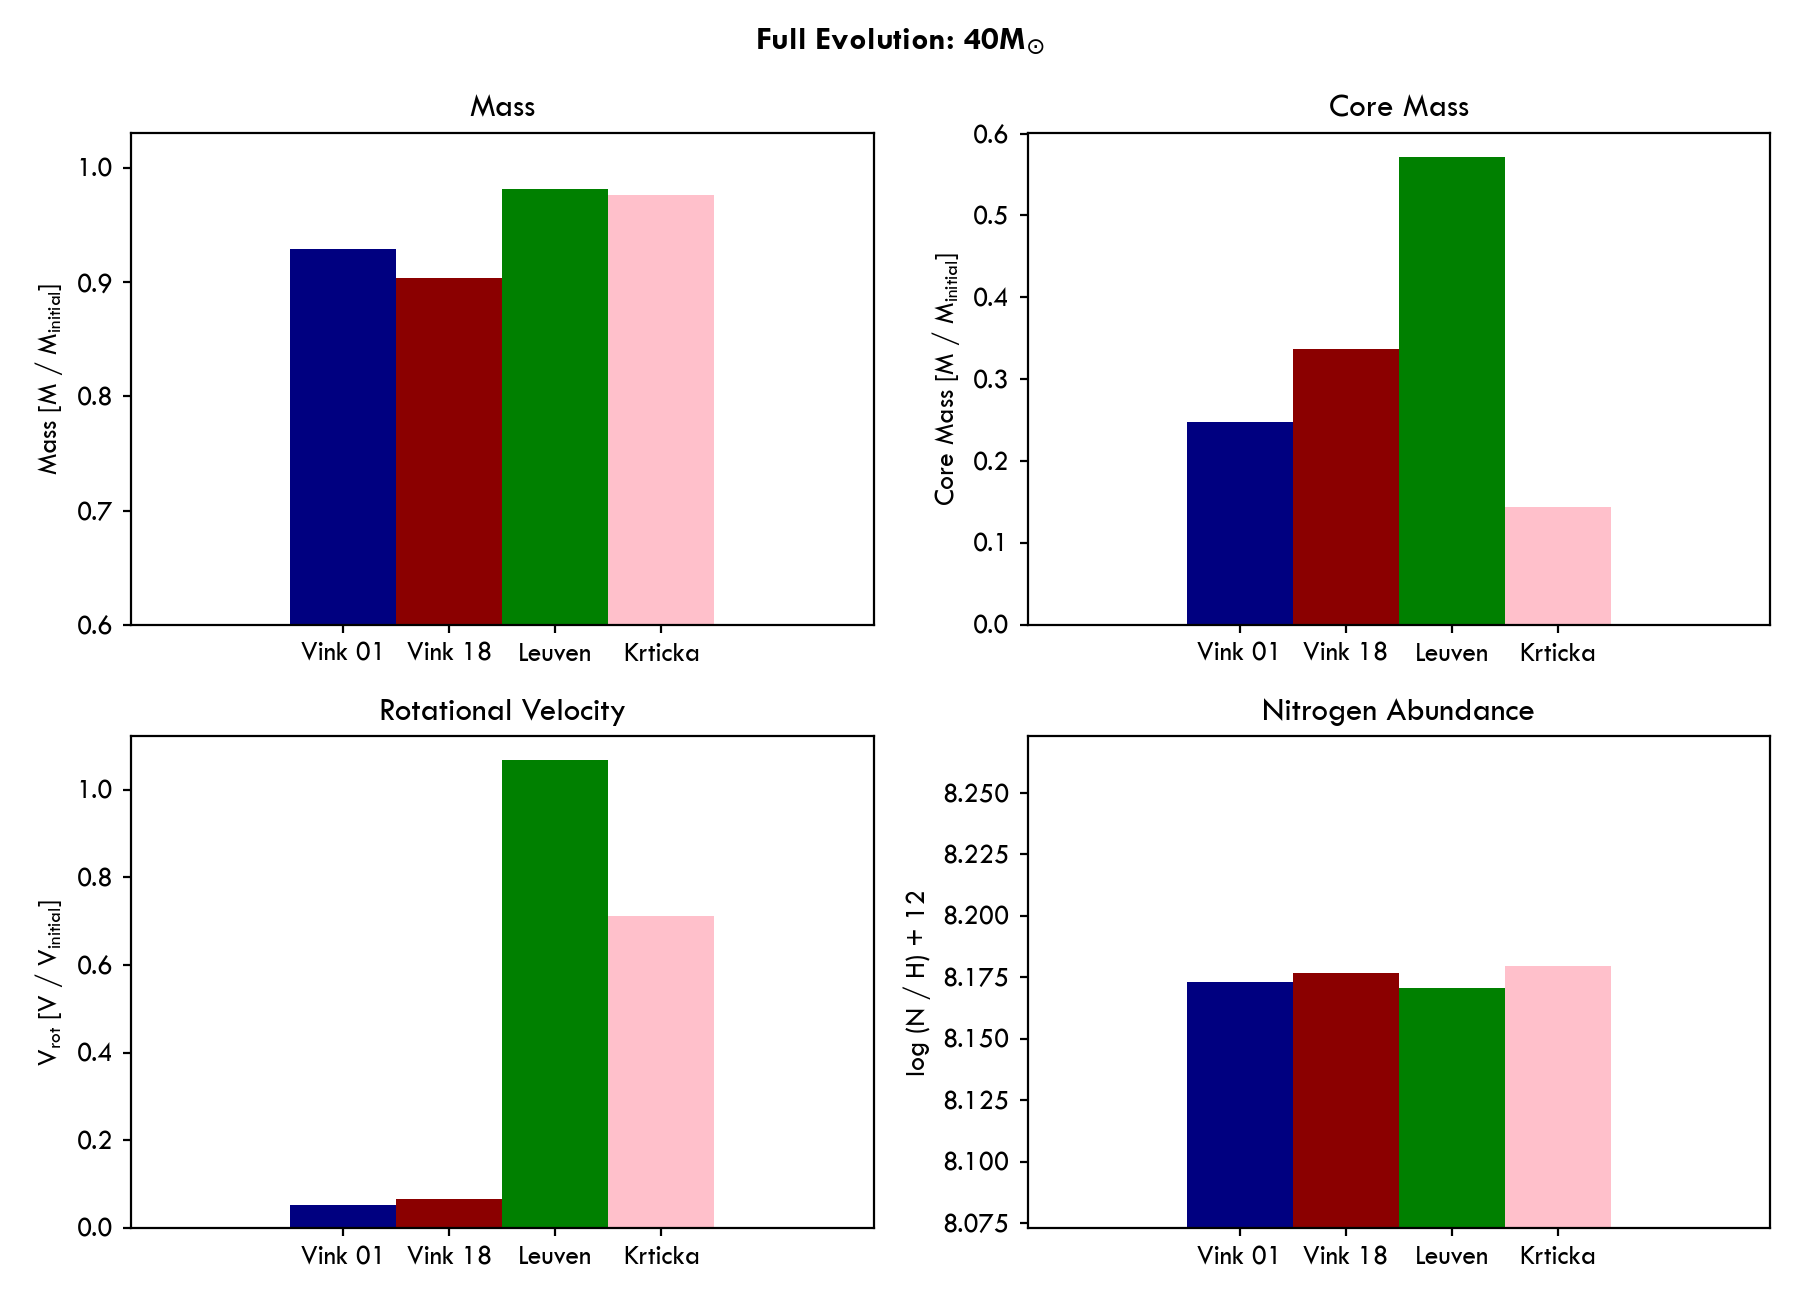 Full Evolution: 40M☉
Mass
Mass [M / Minitial]
1.0
0.9
0.8
0.7
0.6
Vink 01 Vink 18 Leuven Krticka
Core Mass
Core Mass [M / Minitial]
0.6
0.5
0.4
0.3
0.2
0.1
0.0
Vink 01 Vink 18 Leuven Krticka
Rotational Velocity
Vrot [V / Vinitial]
1.0
0.8
0.6
0.4
0.2
0.0
Vink 01 Vink 18 Leuven Krticka
Nitrogen Abundance
log (N / H) + 12
8.250
8.225
8.200
8.175
8.150
8.125
8.100
8.075
Vink 01 Vink 18 Leuven Krticka